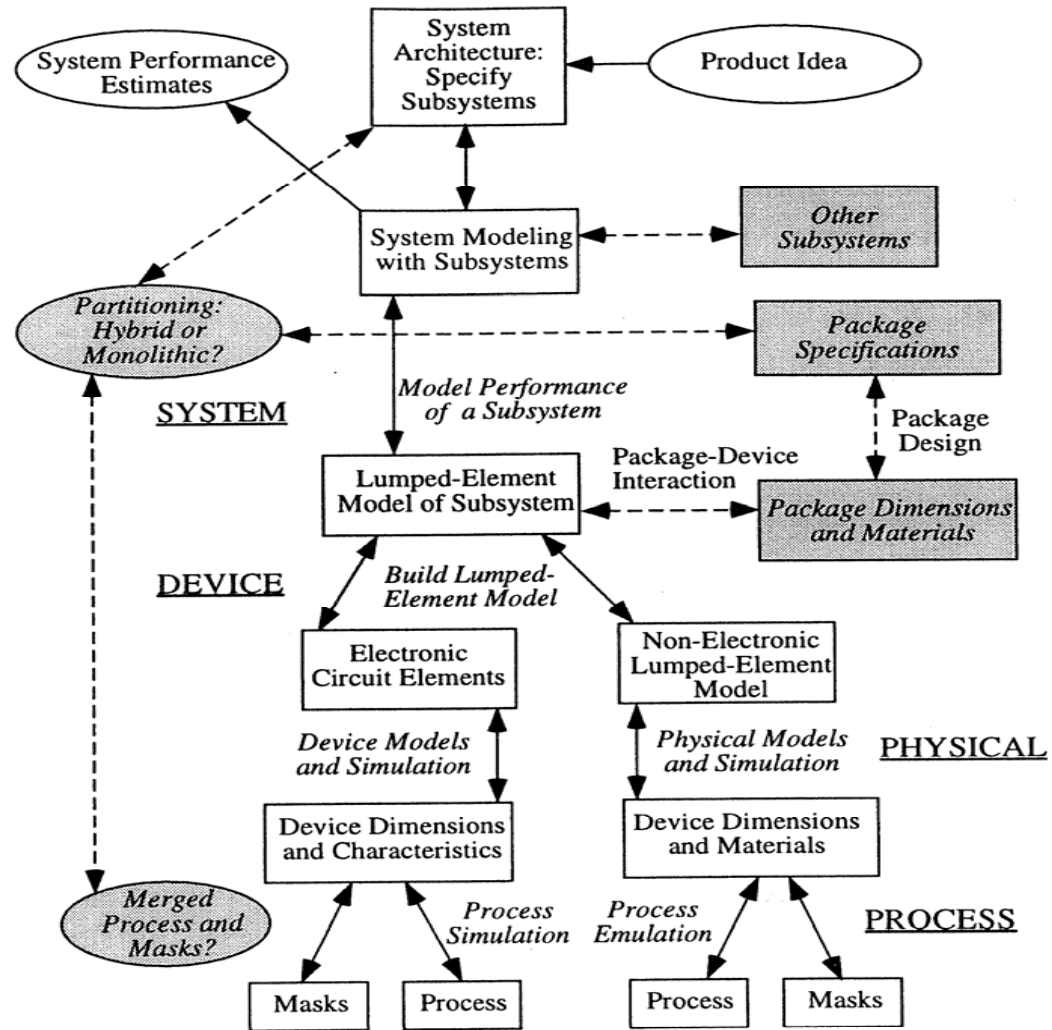 System Performance
Estimates
System
Architecture:
Specify
Subsystems
Product Idea
System Modeling
with Subsystems
Other
Subsystems
Partitioning:
Hybrid or
Monolithic?
Package
Specifications
SYSTEM
Model Performance
of a Subsystem
Package
Design
Lumped-Element
Model of Subsystem
Package-Device
Interaction
Package Dimensions
and Materials
DEVICE
Build Lumped-
Element Model
Electronic
Circuit Elements
Non-Electronic
Lumped-Element
Model
Device Models
and Simulation
Physical Models
and Simulation
PHYSICAL
Device Dimensions
and Characteristics
Device Dimensions
and Materials
Merged
Process and
Masks?
Process
Simulation
Process
Emulation
PROCESS
Masks
Process
Process
Masks